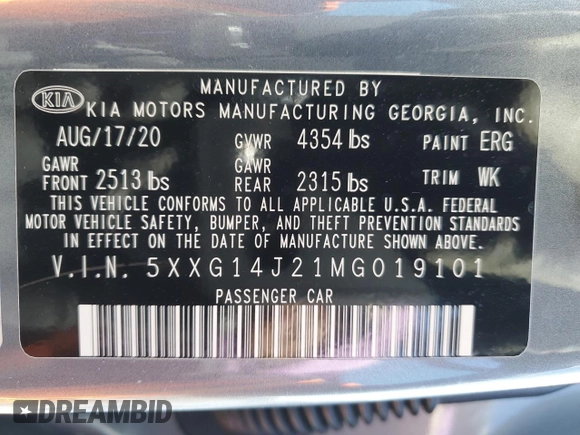 MANUFACTURED BY
KIA KIA MOTORS MANUFACTURING GEORGIA, INC.
AUG/17/20 GVWR 4354 lbs PAINT ERG
GAWR FRONT 2513 lbs GAWR REAR 2315 lbs TRIM WK
THIS VEHICLE CONFORMS TO ALL APPLICABLE U.S.A. FEDERAL
MOTOR VEHICLE SAFETY, BUMPER, AND THEFT PREVENTION STANDARDS
IN EFFECT ON THE DATE OF MANUFACTURE SHOWN ABOVE.
V.I.N. 5XXG14J21MG019101
PASSENGER CAR
DREAMBID